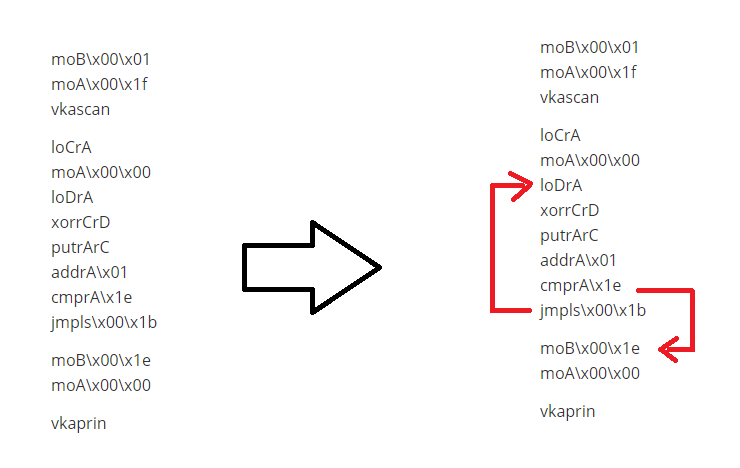 moB\x00\x01
moA\x00\x1f
vkascan
loCrA
moA\x00\x00
loDrA
xorrCrD
putrArC
addrA\x01
cmprA\x1e
jmpls\x00\x1b
moB\x00\x1e
moA\x00\x00
vkaprin
moB\x00\x01
moA\x00\x1f
vkascan
loCrA
moA\x00\x00
loDrA
xorrCrD
putrArC
addrA\x01
cmprA\x1e
jmpls\x00\x1b
moB\x00\x1e
moA\x00\x00
vkaprin